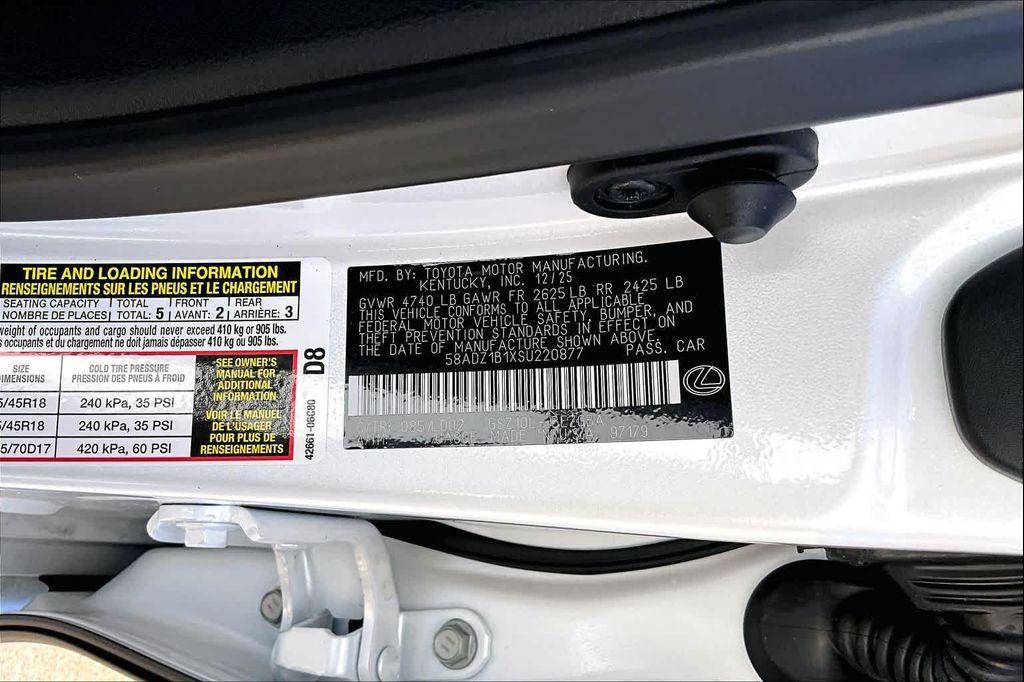 TIRE AND LOADING INFORMATION
RENSEIGNEMENTS SUR LES PNEUS ET LE CHARGEMENT
SEATING CAPACITY TOTAL FRONT REAR
NOMBRE DE PLACES TOTAL: 5 AVANT: 2 ARRIÈRE: 3
weight of occupants and cargo should never exceed 410 kg or 905 lbs.
occupants et du chargement ne doit jamais dépasser 410 kg ou 905 lbs.
SIZE COLD TIRE PRESSURE
DIMENSIONS PRESSION DES PNEUS À FROID
/45R18 240 kPa, 35 PSI
/45R18 240 kPa, 35 PSI
5/70D17 420 kPa, 60 PSI
SEE OWNER'S
MANUAL FOR
ADDITIONAL
INFORMATION
VOIR LE MANUEL
DE L'USAGER
POUR PLUS DE
RENSEIGNEMENTS
D8
42661-06C80
MFD. BY: TOYOTA MOTOR MANUFACTURING.
KENTUCKY, INC. 12/25
GVWR 4740 LB GAWR FR 2625 LB RR 2425 LB
THIS VEHICLE CONFORMS TO ALL APPLICABLE
FEDERAL MOTOR VEHICLE SAFETY, BUMPER, AND
THEFT PREVENTION STANDARDS IN EFFECT ON
THE DATE OF MANUFACTURE SHOWN ABOVE.
58ADZ1B1XSU220877 PASS. CAR
C/TR: 085/
MADE 97179